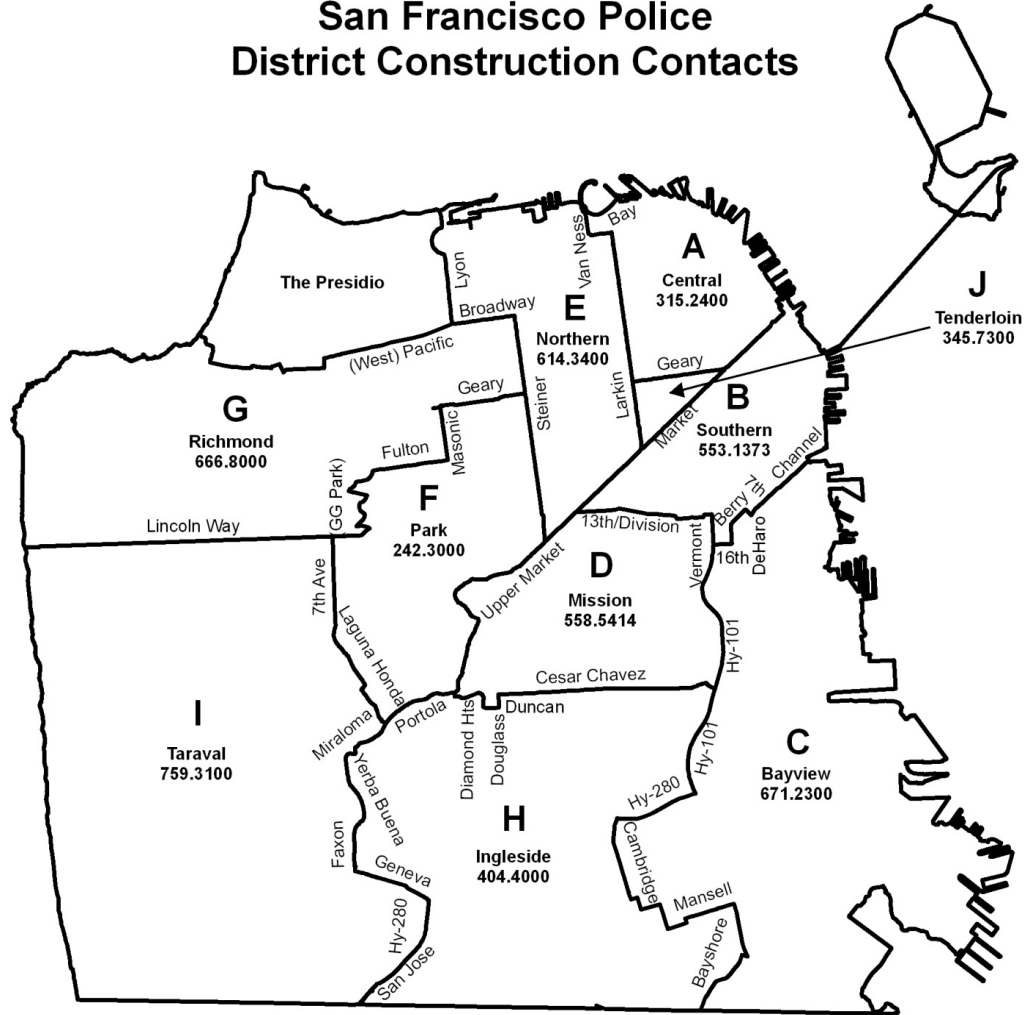 San Francisco Police
District Construction Contacts
The Presidio
Lyon
Broadway
(West) Pacific
Van Ness
Bay
A
Central
315.2400
E
Northern
614.3400
J
Tenderloin
345.7300
Geary
Larkin
Market
B
Southern
553.1373
G
Richmond
666.8000
Geary
Steiner
Fulton
Masonic
GG Park)
F
Park
242.3000
Lincoln Way
7th Ave
Laguna Honda
Upper Market
13th/Division
Vermont
16th
DeHaro
Berry
7th
Channel
D
Mission
558.5414
Hy-101
Cesar Chavez
I
Taraval
759.3100
Miraloma
Portola
Diamond Hts
Douglass
Duncan
Hy-101
C
Bayview
671.2300
Yerba Buena
Faxon
Geneva
Hy-280
San Jose
H
Ingleside
404.4000
Hy-280
Cambridge
Mansell
Bayshore